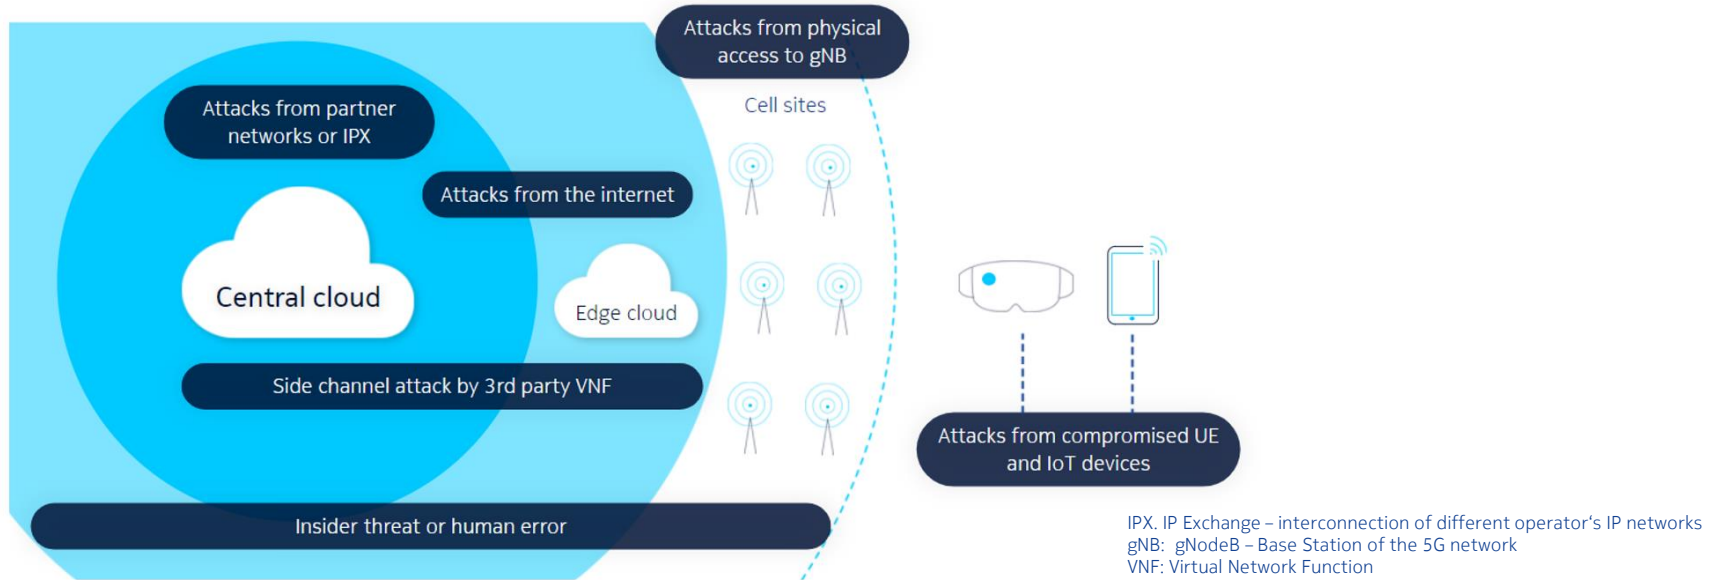 Attacks from physical
access to gNB
Cell sites
Attacks from partner
networks or IPX
Attacks from the internet
Central cloud
Edge cloud
Side channel attack by 3rd party VNF
Attacks from compromised UE
and IoT devices
Insider threat or human error
IPX. IP Exchange – interconnection of different operator‘s IP networks
gNB: gNodeB – Base Station of the 5G network
VNF: Virtual Network Function